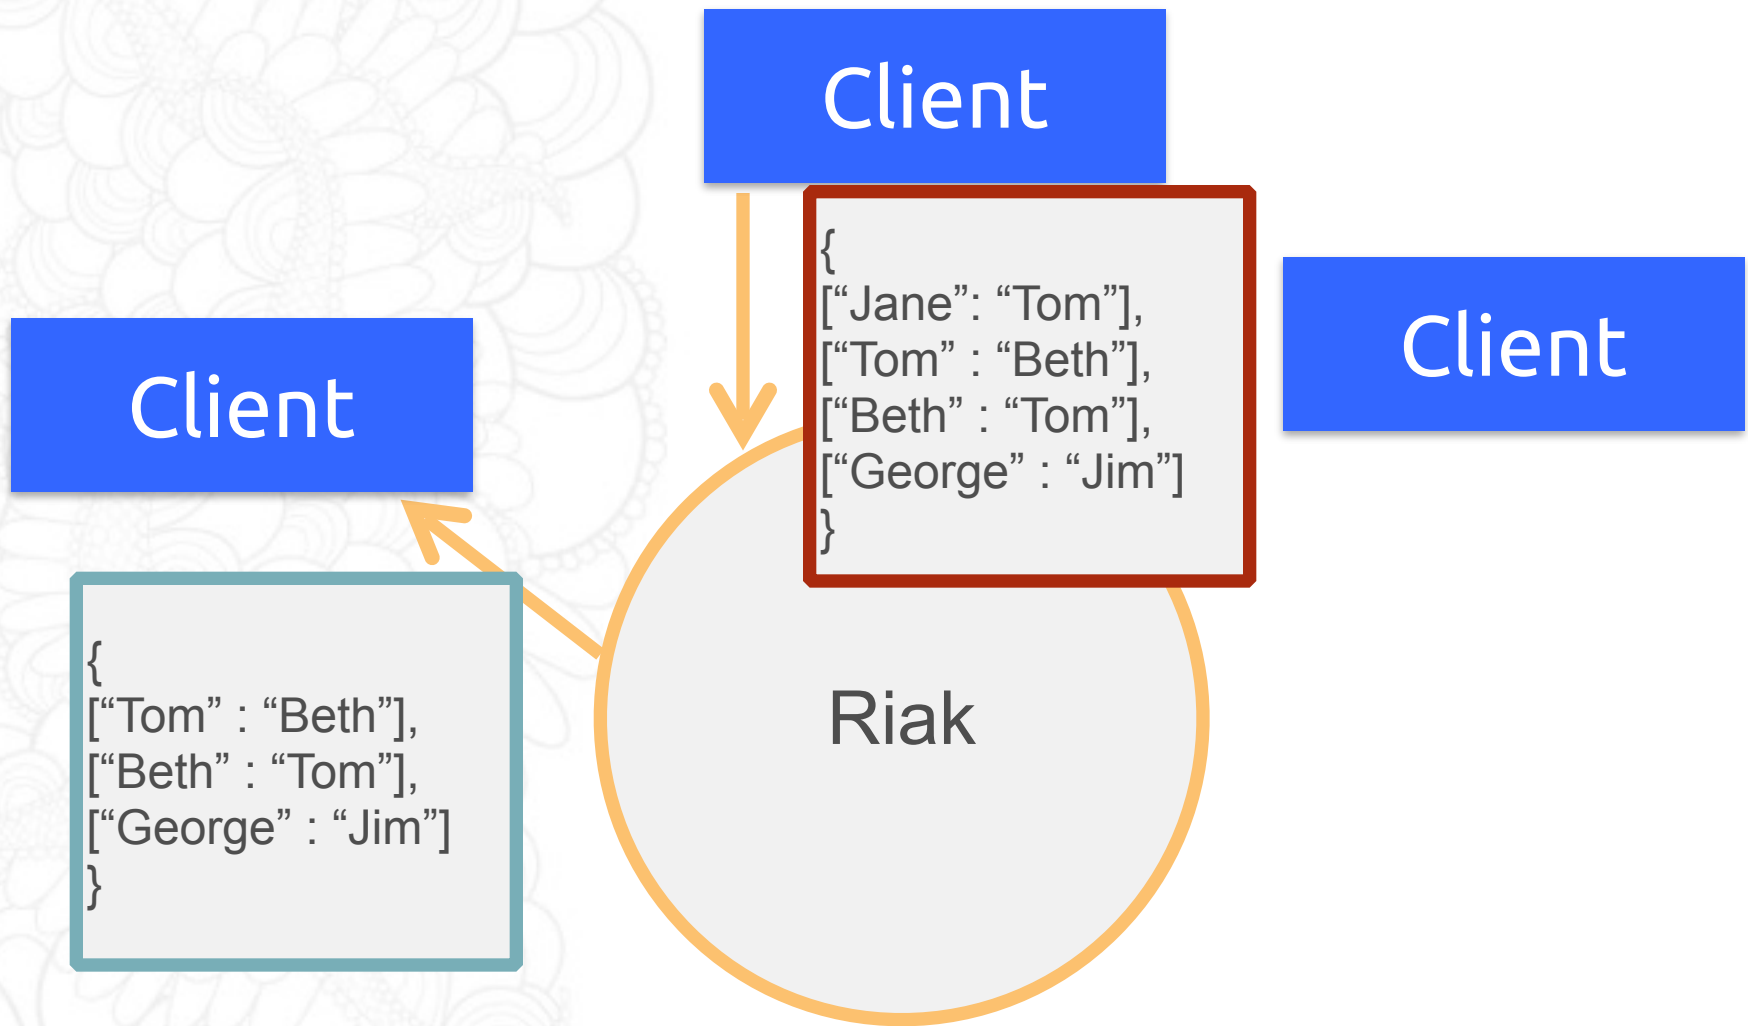 Client
{
[“Jane”: “Tom”],
[“Tom” : “Beth”],
[“Beth” : “Tom”],
[“George” : “Jim”]
}
Client
Client
{
[“Tom” : “Beth”],
[“Beth” : “Tom”],
[“George” : “Jim”]
}
Riak